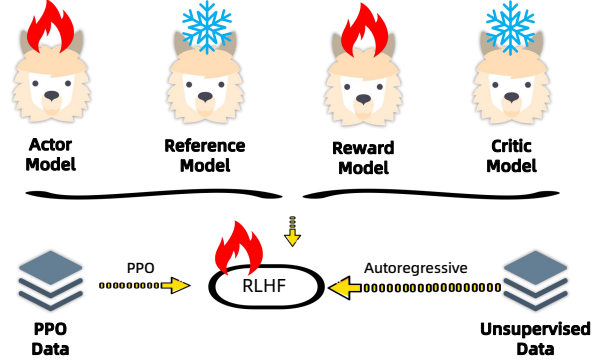 Actor
Model
Reference
Model
Reward
Model
Critic
Model
PPO
RLHF
Autoregressive
PPO
Data
Unsupervised
Data